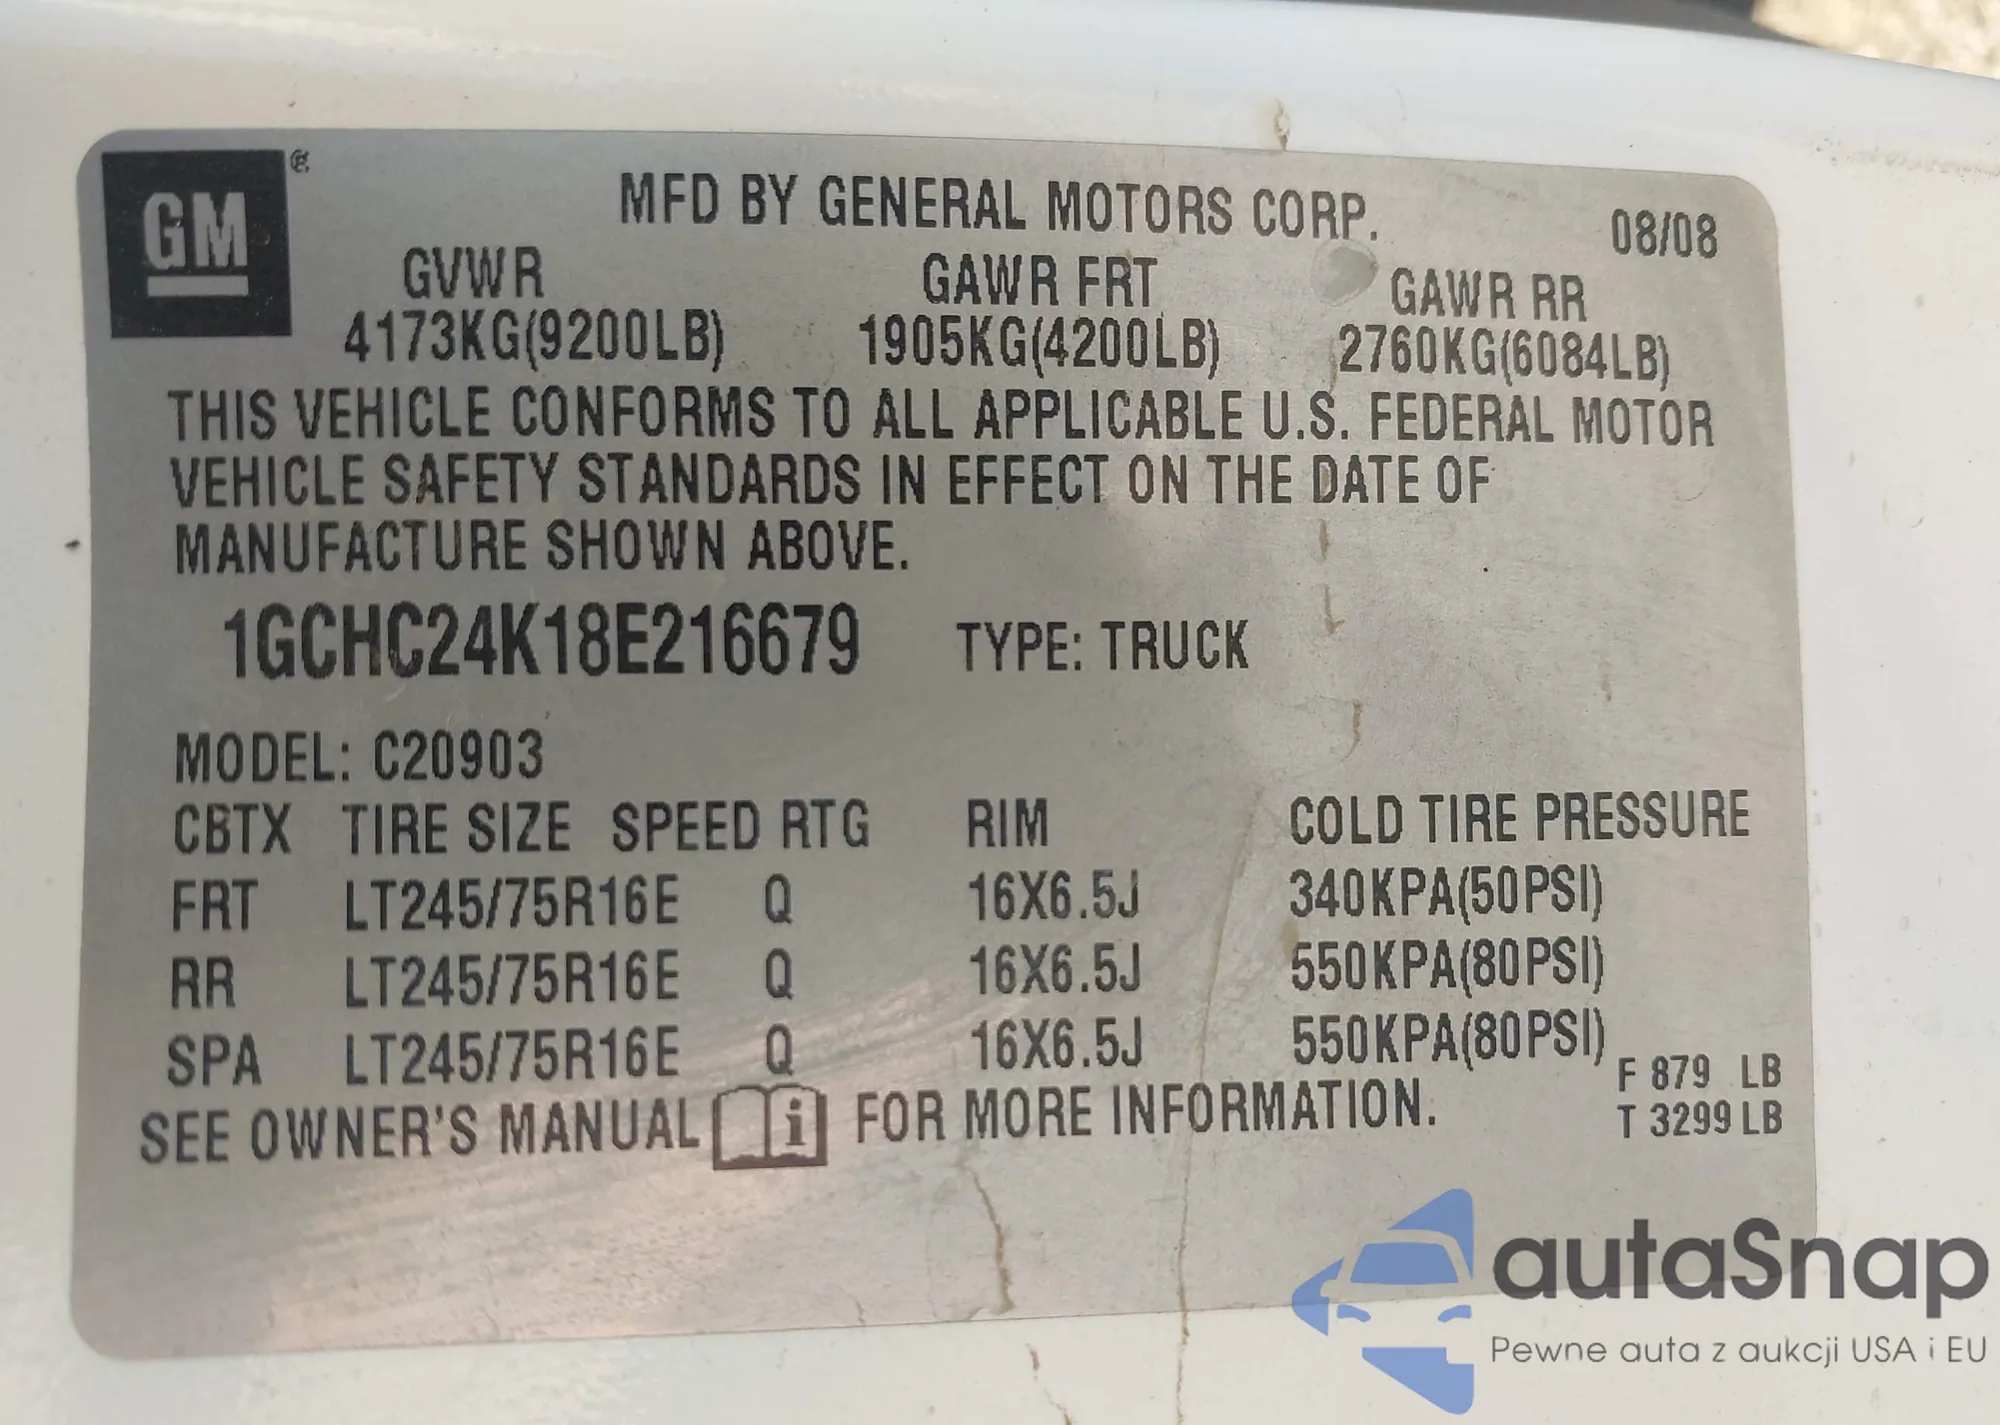 GM
MFD BY GENERAL MOTORS CORP. 08/08
GVWR GAWR FRT GAWR RR
4173KG(9200LB) 1905KG(4200LB) 2760KG(6084LB)
THIS VEHICLE CONFORMS TO ALL APPLICABLE U.S. FEDERAL MOTOR
VEHICLE SAFETY STANDARDS IN EFFECT ON THE DATE OF
MANUFACTURE SHOWN ABOVE.
1GCHC24K18E216679 TYPE: TRUCK
MODEL: C20903
CBTX TIRE SIZE SPEED RTG RIM COLD TIRE PRESSURE
FRT LT245/75R16E Q 16X6.5J 340KPA(50PSI)
RR LT245/75R16E Q 16X6.5J 550KPA(80PSI)
SPA LT245/75R16E Q 16X6.5J 550KPA(80PSI)
F 879 LB
SEE OWNER'S MANUAL i FOR MORE INFORMATION. T 3299 LB
autaSnap
Pewne auta z aukcji USA i EU